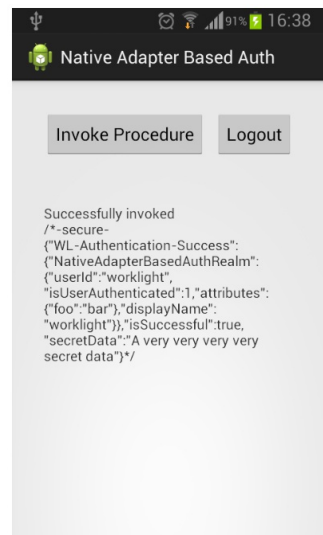 91% 16:38
Native Adapter Based Auth
Invoke Procedure Logout
Successfully invoked
/*-secure-
{"WL-Authentication-Success":
{"NativeAdapterBasedAuthRealm":
{"userId":"worklight",
"isUserAuthenticated":1,"attributes":
{"foo":"bar"},"displayName":
"worklight"}},"isSuccessful":true,
"secretData":"A very very very very
secret data"}*/